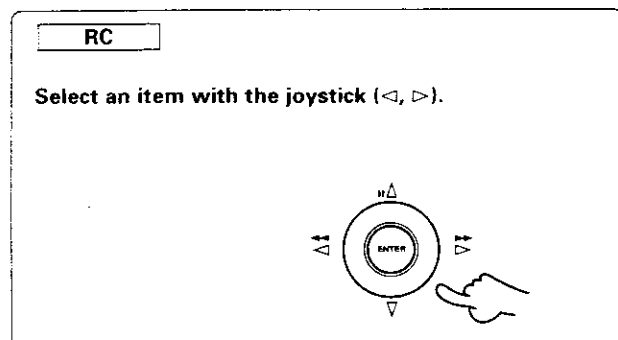 RC
Select an item with the joystick (◁, ▷).
ENTER